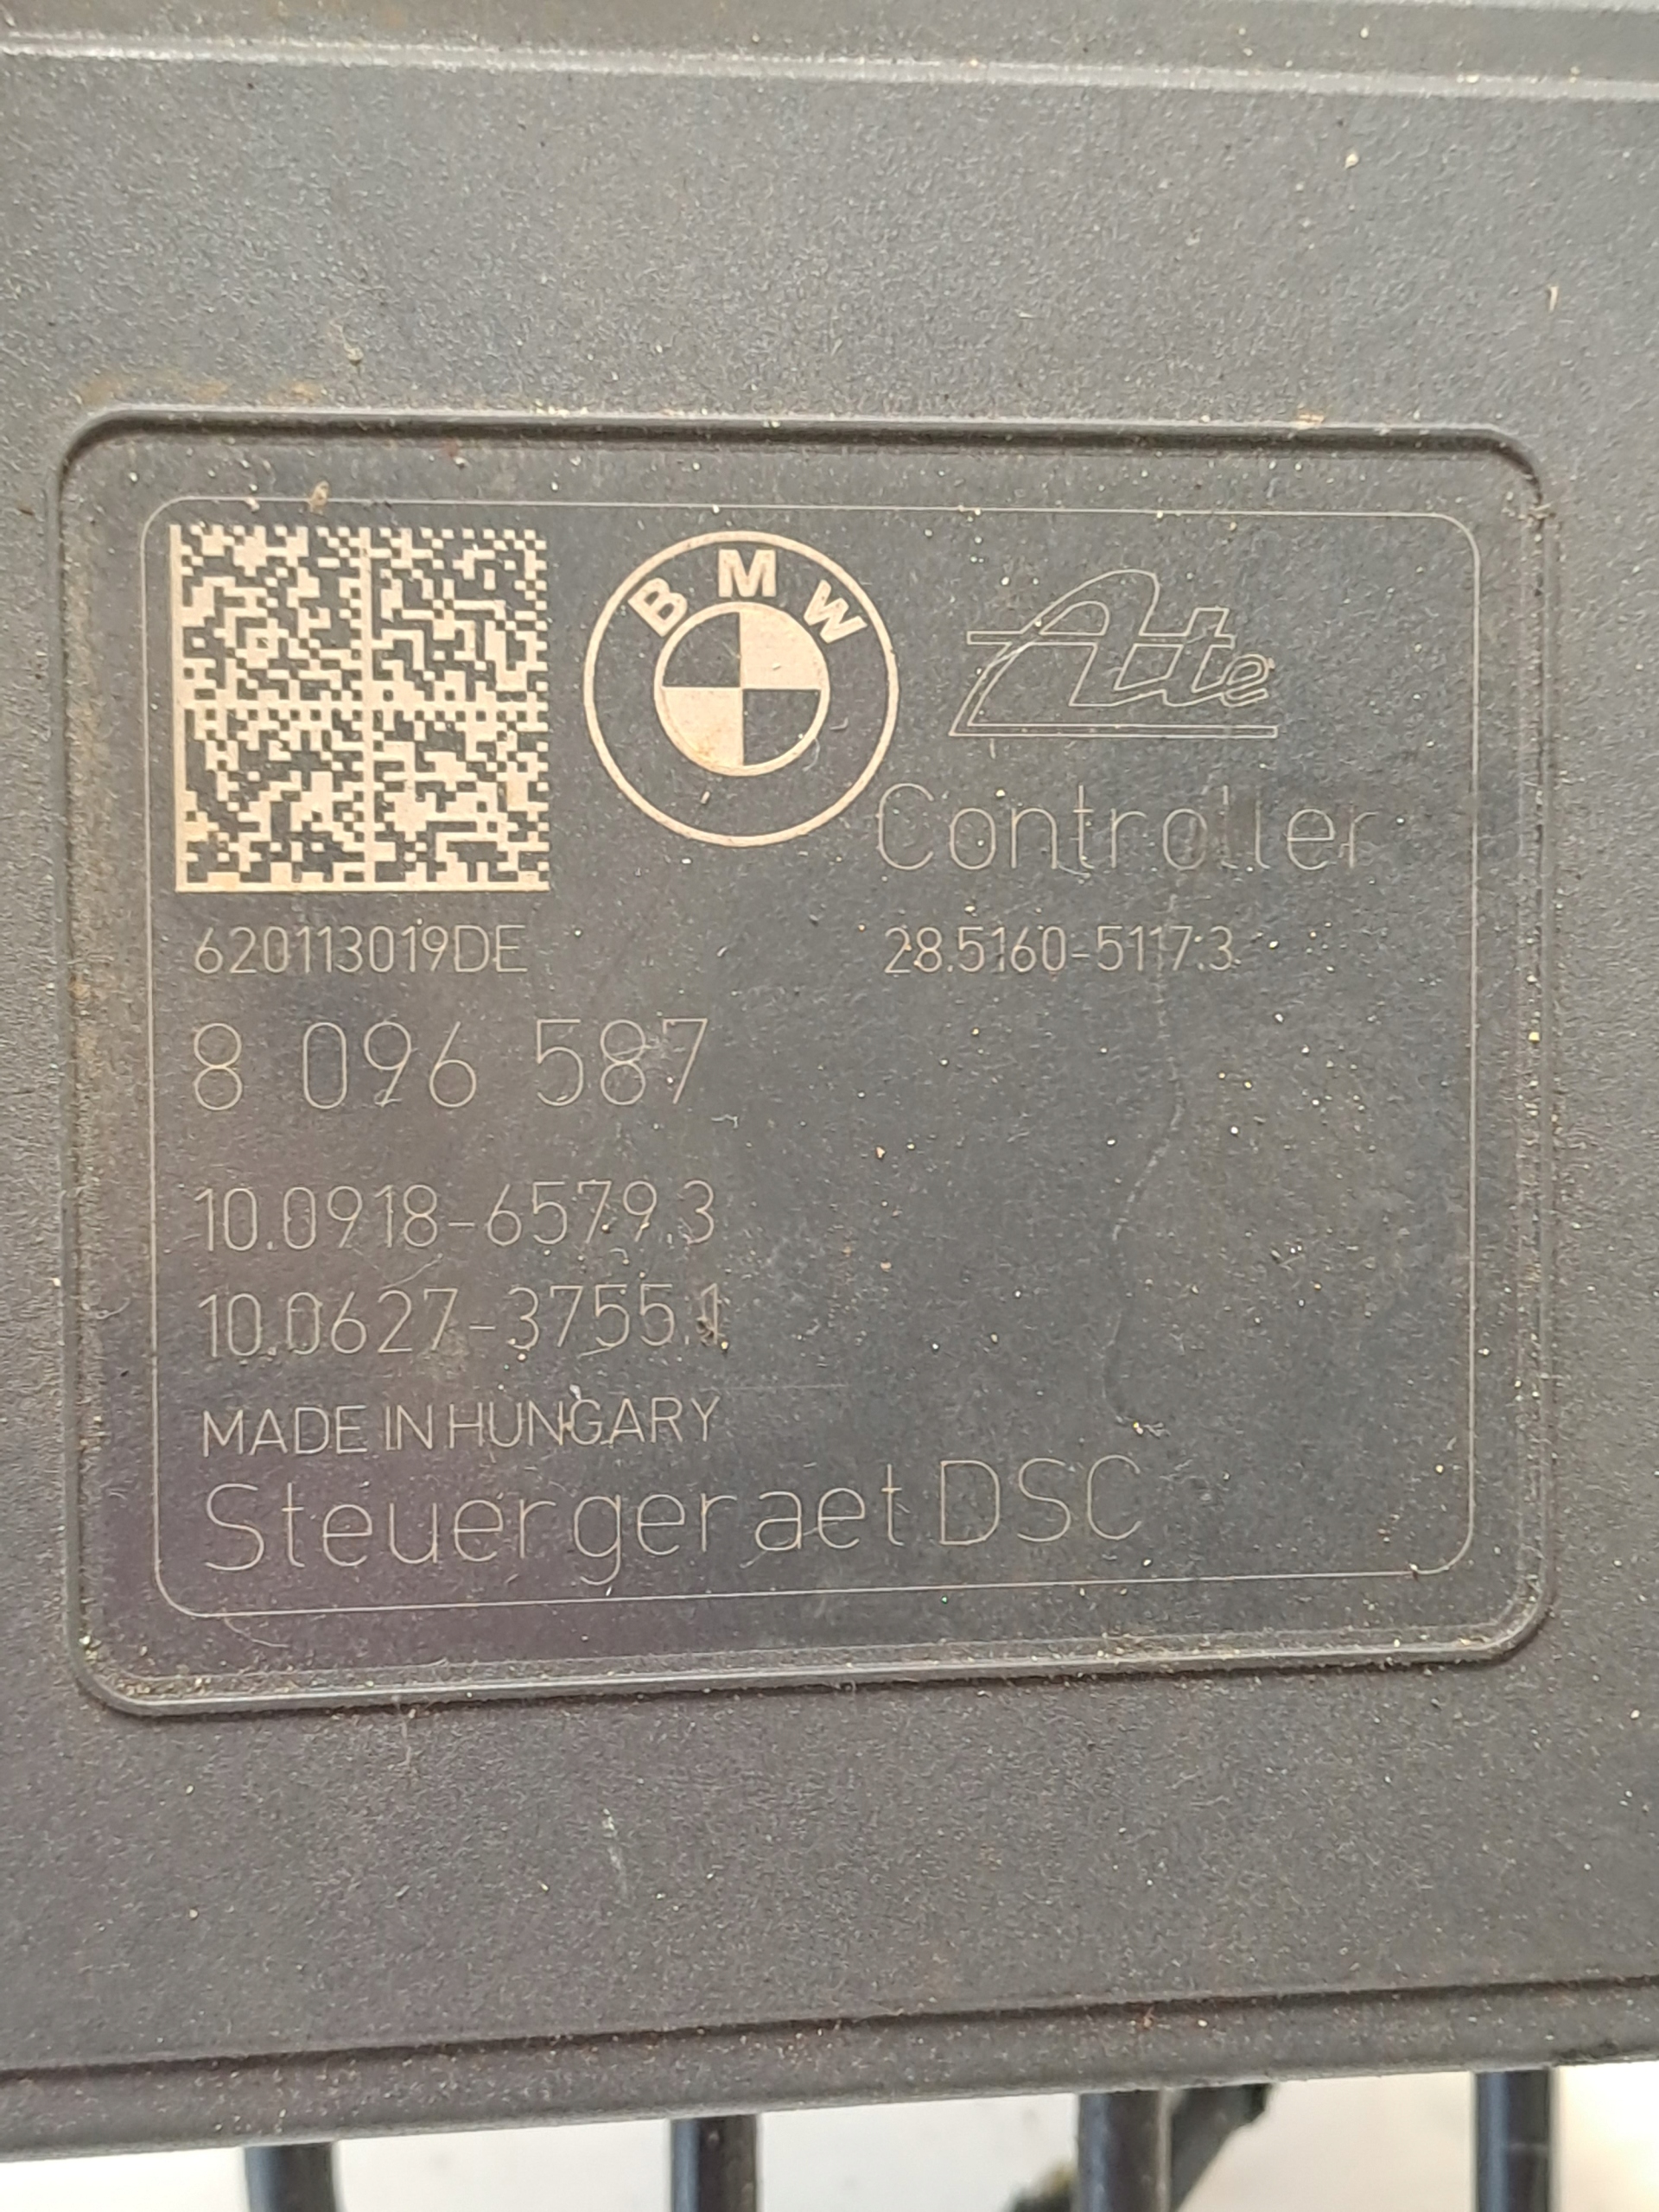 BMW
Ate
Controller
620113019DE
28.5160-5117.3
8 096 587
10.0918-6579.3
10.0627-3755.1
MADE IN HUNGARY
Steuergeraet DSC